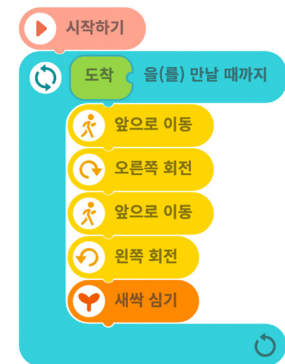 시작하기
도착 을(를) 만날 때까지
앞으로 이동
오른쪽 회전
앞으로 이동
왼쪽 회전
새싹 심기